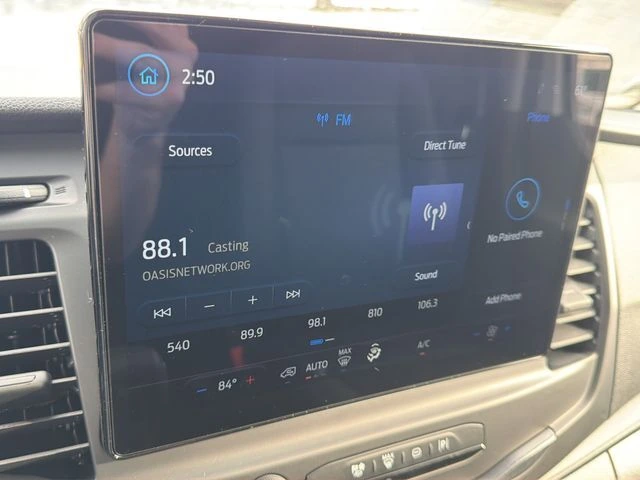 2:50
FM
Phone
Sources
Direct Tune
88.1 Casting
OASISNETWORK.ORG
No Paired Phone
Sound
Add Phone
540 89.9 98.1 810 106.3
- 84° + AUTO MAX A/C
MAX